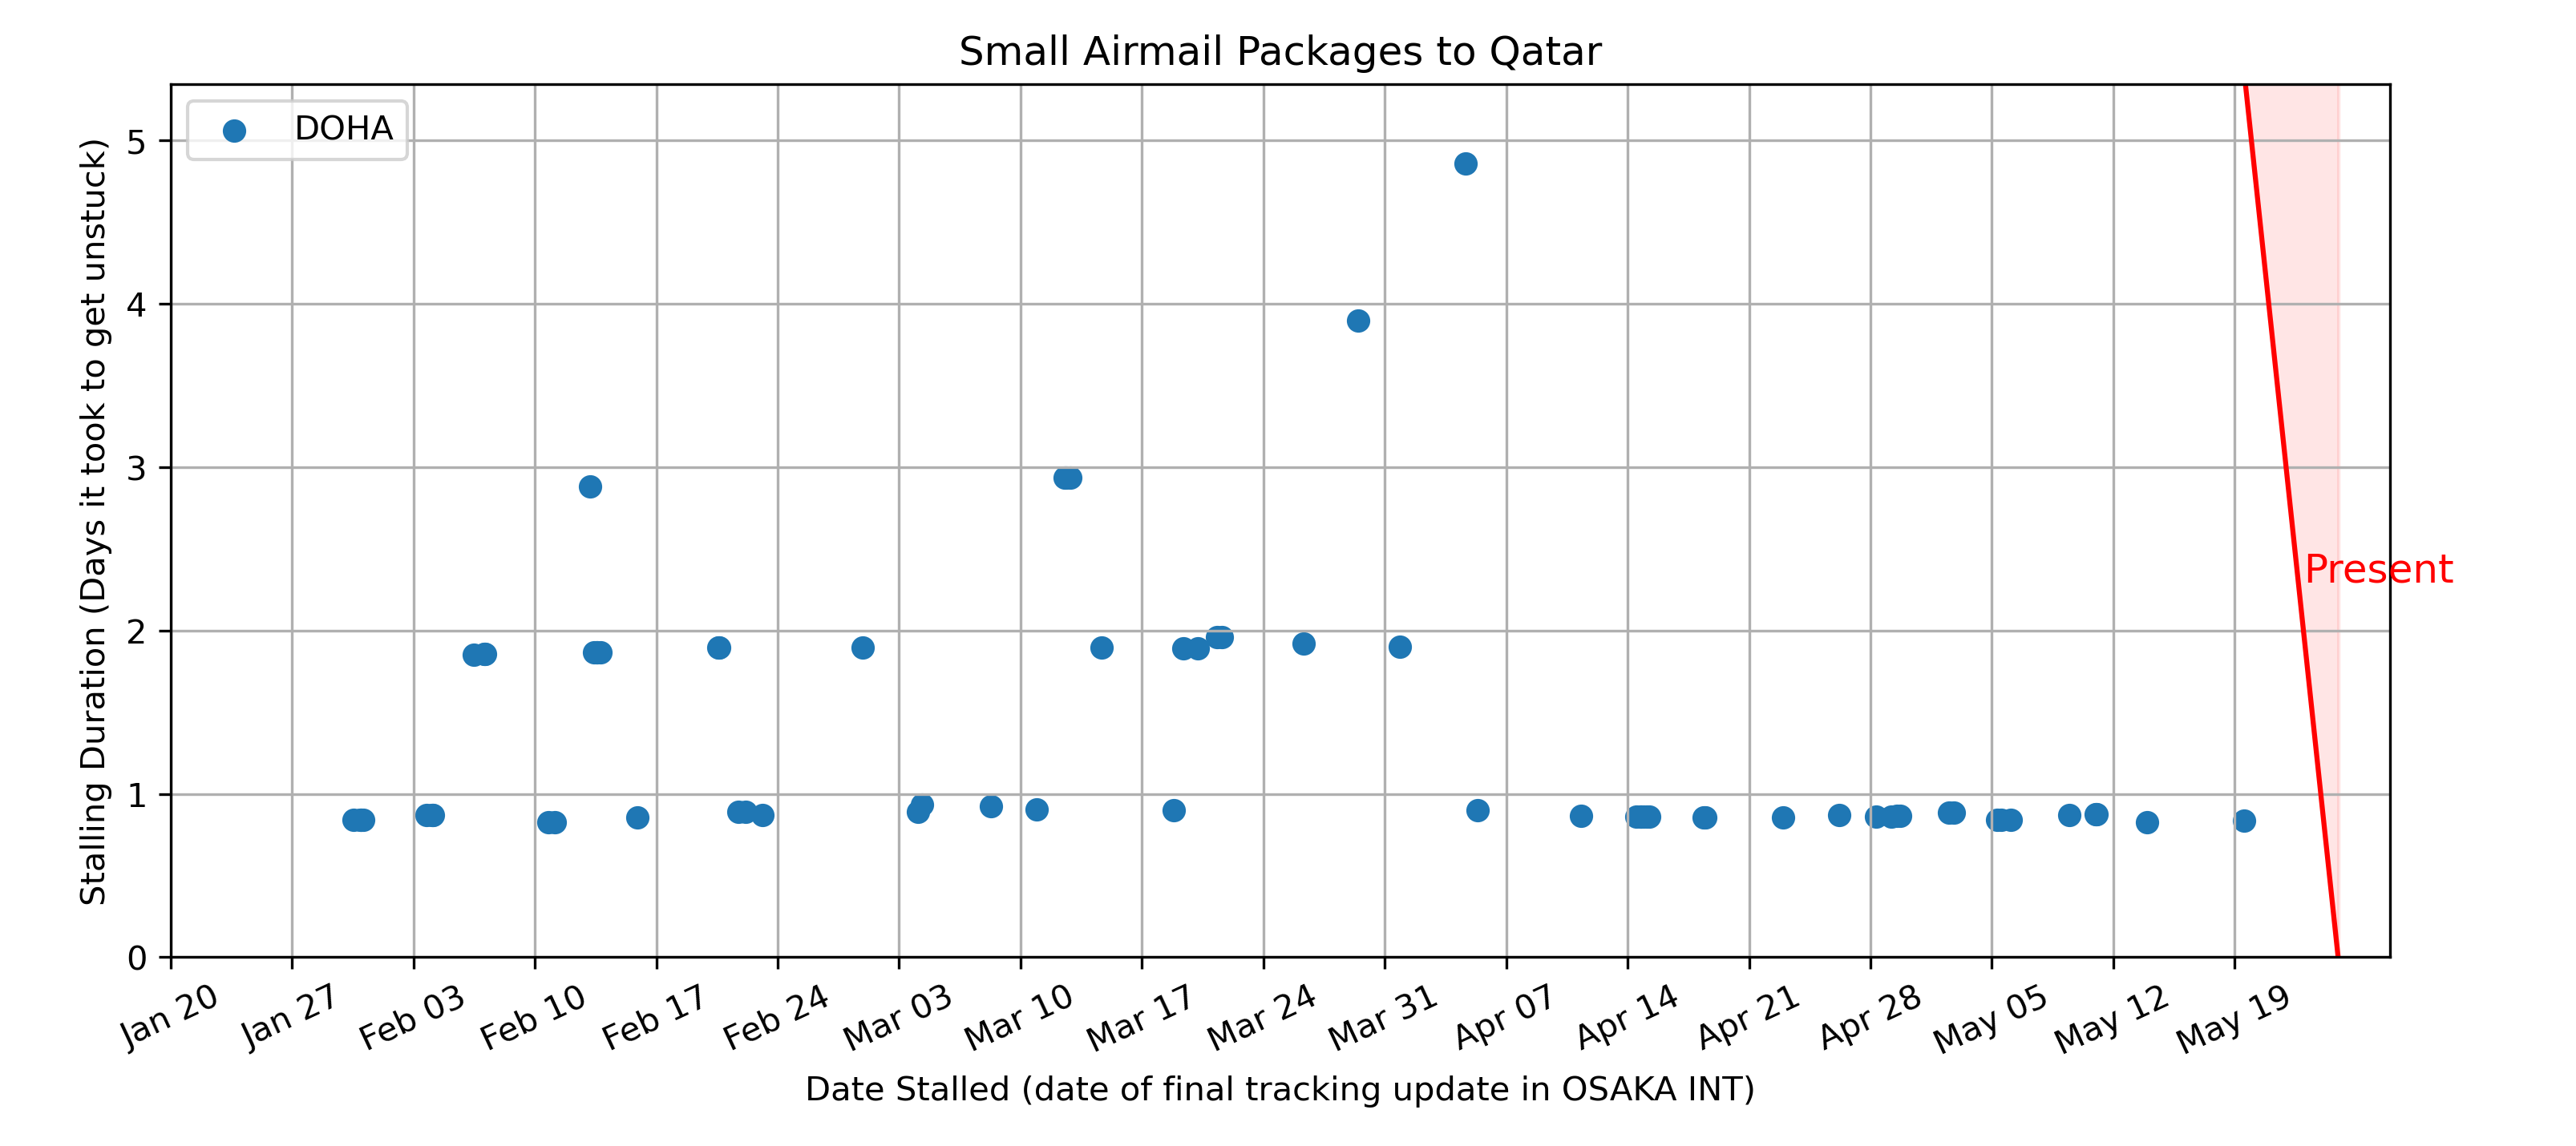 Small Airmail Packages to Qatar
DOHA
Stalling Duration (Days it took to get unstuck)
5
4
3
2
1
0
Present
Jan 20 Jan 27 Feb 03 Feb 10 Feb 17 Feb 24 Mar 03 Mar 10 Mar 17 Mar 24 Mar 31 Apr 07 Apr 14 Apr 21 Apr 28 May 05 May 12 May 19
Date Stalled (date of final tracking update in OSAKA INT)